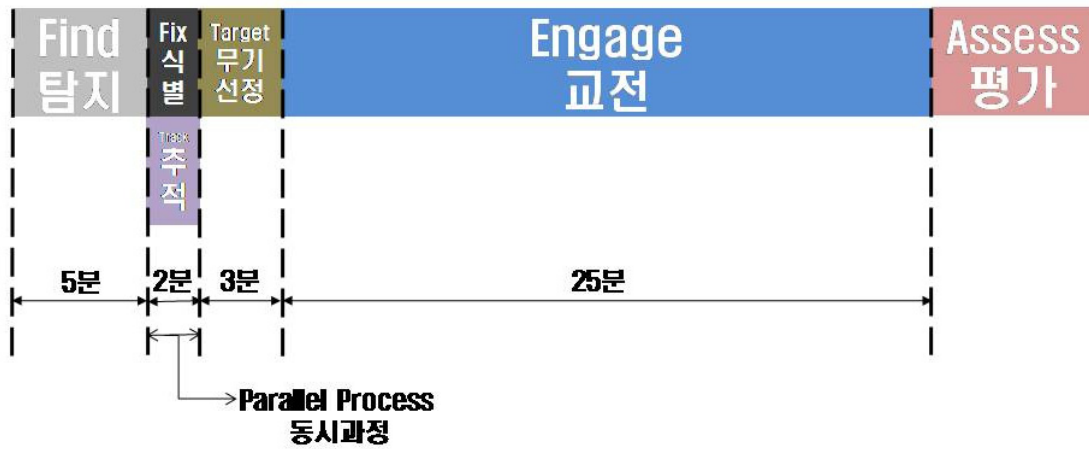 Find
탐지
Fix
식
별
Target
무기
선정
Engage
교전
Assess
평가
Track
추
적
5분
2분
3분
25분
Parallel Process
동시과정